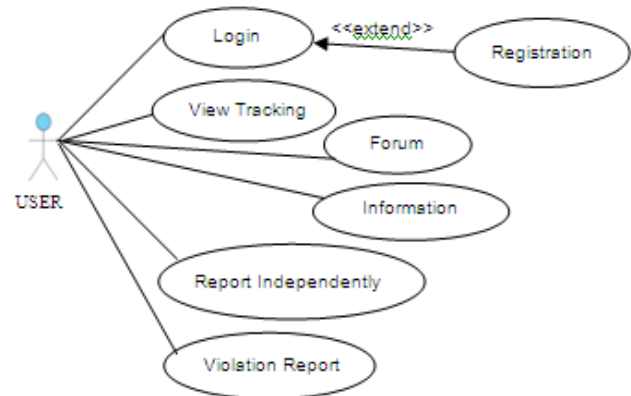 Login
<<extend>>
Registration
View Tracking
Forum
USER
Information
Report Independently
Violation Report